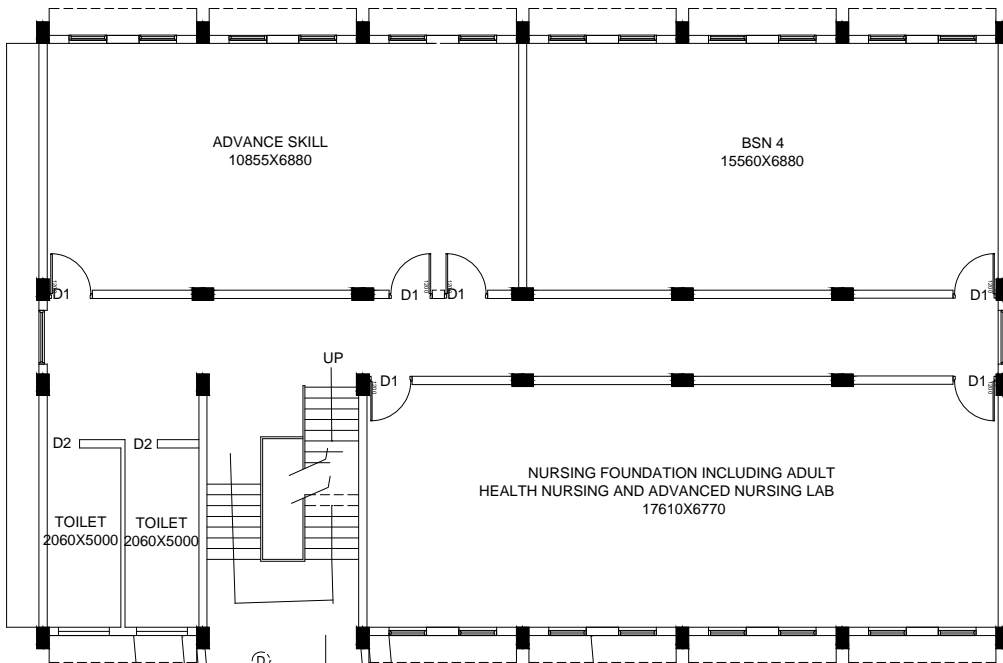 ADVANCE SKILL
10855X6880
BSN 4
15560X6880
D1
D1
D1
D1
UP
D1
D1
D2
D2
NURSING FOUNDATION INCLUDING ADULT
HEALTH NURSING AND ADVANCED NURSING LAB
17610X6770
TOILET
2060X5000
TOILET
2060X5000